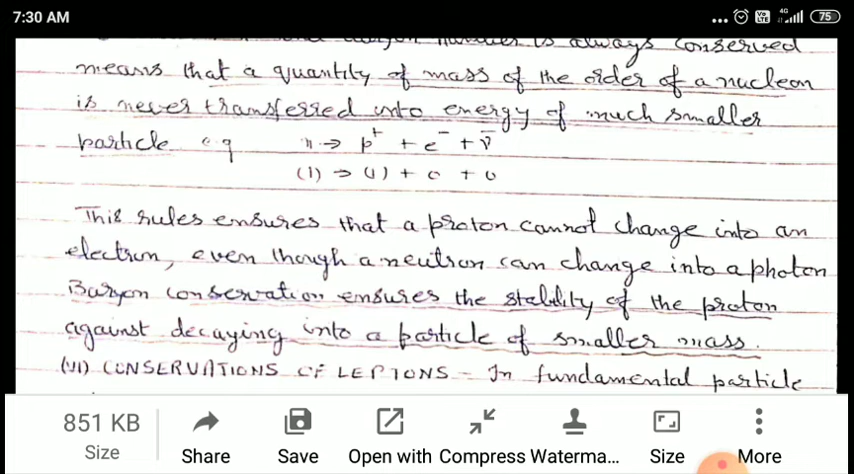 7:30 AM ... 4G 75
number is always conserved
means that a quantity of mass of the order of a nucleon
is never transferred into energy of much smaller
particle e.g n → p⁺ + e⁻ + ν̄
(1) → (1) + 0 + 0
This rules ensures that a proton cannot change into an
electron, even though a neutron can change into a photon
Baryon conservation ensures the stability of the proton
against decaying into a particle of smaller mass.
(VI) CONSERVATIONS OF LEPTONS - In fundamental particle
851 KB
Size
Share Save Open with Compress Waterma... Size More